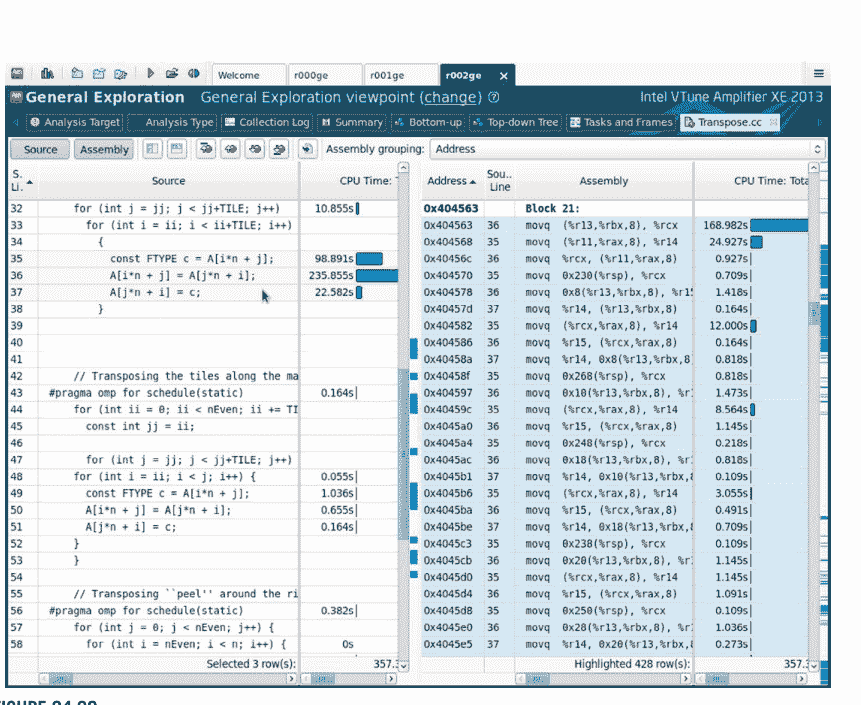 Welcome r000ge r001ge r002ge
General Exploration General Exploration viewpoint (change) Intel VTune Amplifier XE 2013
Analysis Target Analysis Type Collection Log Summary Bottom-up Top-down Tree Tasks and Frames Transpose.cc
Source Assembly Assembly grouping: Address
S.. Li. Source CPU Time: Address Sou.. Line Assembly CPU Time: Tota
32 for (int j = jj; j < jj+TILE; j++) 10.855s 0x404563 Block 21:
33 for (int i = ii; i < ii+TILE; i++) 0x404563 36 movq (%r13,%rbx,8), %rcx 168.982s
34 { 0x404568 35 movq (%r11,%rax,8), %r14 24.927s
35 const FTYPE c = A[i*n + j]; 98.891s 0x40456c 36 movq %rcx, (%r11,%rax,8) 0.927s
36 A[i*n + j] = A[j*n + i]; 235.855s 0x404570 35 movq 0x230(%rsp), %rcx 0.709s
37 A[j*n + i] = c; 22.582s 0x404578 36 movq 0x8(%r13,%rbx,8), %r15 1.418s
38 } 0x40457d 37 movq %r14, (%r13,%rbx,8) 0.164s
39 0x404582 35 movq (%rcx,%rax,8), %r14 12.000s
40 0x404586 36 movq %r15, (%rcx,%rax,8) 0.164s
41 0x40458a 37 movq %r14, 0x8(%r13,%rbx,8 0.818s
42 // Transposing the tiles along the ma 0x40458f 35 movq 0x268(%rsp), %rcx 0.818s
43 #pragma omp for schedule(static) 0.164s 0x404597 36 movq 0x10(%r13,%rbx,8), %r 1.473s
44 for (int ii = 0; ii < nEven; ii += TI 0x40459c 35 movq (%rcx,%rax,8), %r14 8.564s
45 const int jj = ii; 0x4045a0 36 movq %r15, (%rcx,%rax,8) 1.145s
46 0x4045a4 35 movq 0x248(%rsp), %rcx 0.218s
47 for (int j = jj; j < jj+TILE; j++) 0x4045ac 36 movq 0x18(%r13,%rbx,8), %r 0.818s
48 for (int i = ii; i < j; i++) { 0.055s 0x4045b1 37 movq %r14, 0x10(%r13,%rbx, 0.109s
49 const FTYPE c = A[i*n + j]; 1.036s 0x4045b6 35 movq (%rcx,%rax,8), %r14 3.055s
50 A[i*n + j] = A[j*n + i]; 0.655s 0x4045ba 36 movq %r15, (%rcx,%rax,8) 0.491s
51 A[j*n + i] = c; 0.164s 0x4045be 37 movq %r14, 0x18(%r13,%rbx, 0.709s
52 } 0x4045c3 35 movq 0x238(%rsp), %rcx 0.109s
53 } 0x4045cb 36 movq 0x20(%r13,%rbx,8), %r 1.145s
54 0x4045d0 35 movq (%rcx,%rax,8), %r14 1.145s
55 // Transposing ``peel'' around the ri 0x4045d4 36 movq %r15, (%rcx,%rax,8) 1.091s
56 #pragma omp for schedule(static) 0.382s 0x4045d8 35 movq 0x250(%rsp), %rcx 0.109s
57 for (int j = 0; j < nEven; j++) { 0x4045e0 36 movq 0x28(%r13,%rbx,8), %r 1.036s
58 for (int i = nEven; i < n; i++) { 0s 0x4045e5 37 movq %r14, 0x20(%r13,%rbx, 0.273s
Selected 3 row(s): 357. Highlighted 428 row(s): 357.